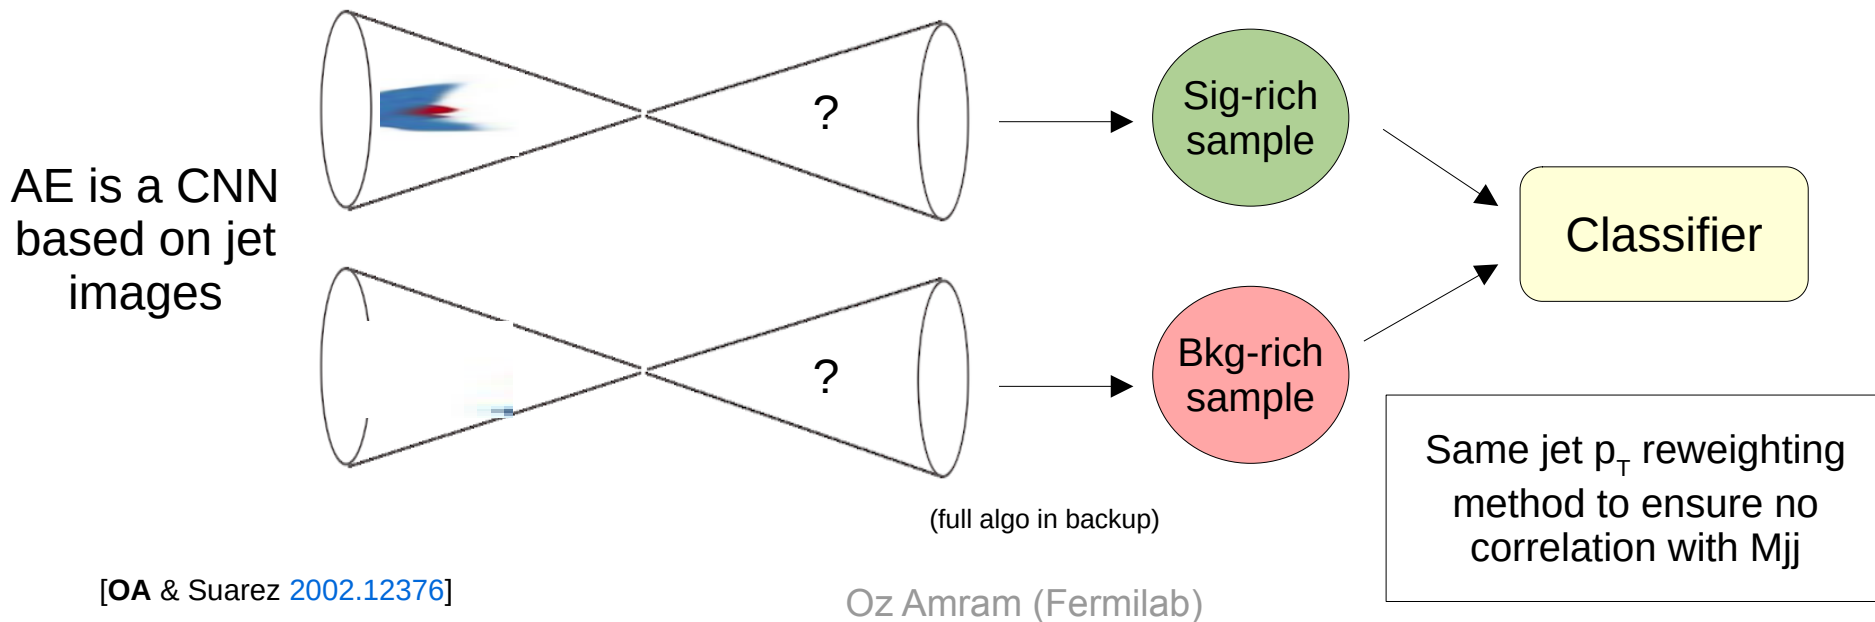 AE is a CNN
based on jet
images
?
?
Sig-rich
sample
Bkg-rich
sample
Classifier
Same jet p_T reweighting
method to ensure no
correlation with Mjj
(full algo in backup)
[OA & Suarez 2002.12376]
Oz Amram (Fermilab)